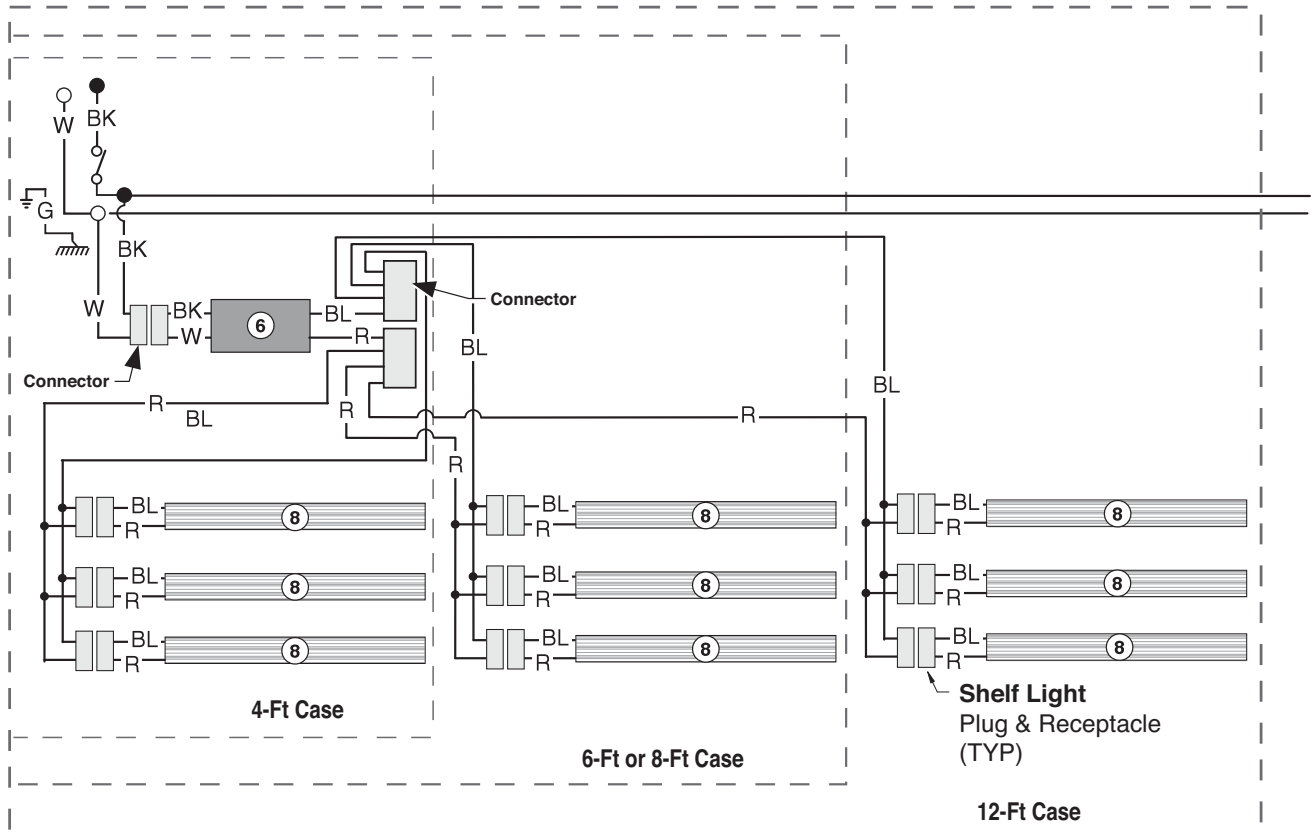 W
BK
G
BK
W
BK
W
6
BL
R
Connector
Connector
BL
BL
R
BL
R
R
R
BL
R
8
BL
R
8
BL
R
8
BL
R
8
BL
R
8
BL
R
8
BL
R
8
BL
R
8
BL
R
8
4-Ft Case
6-Ft or 8-Ft Case
Shelf Light
Plug & Receptacle
(TYP)
12-Ft Case